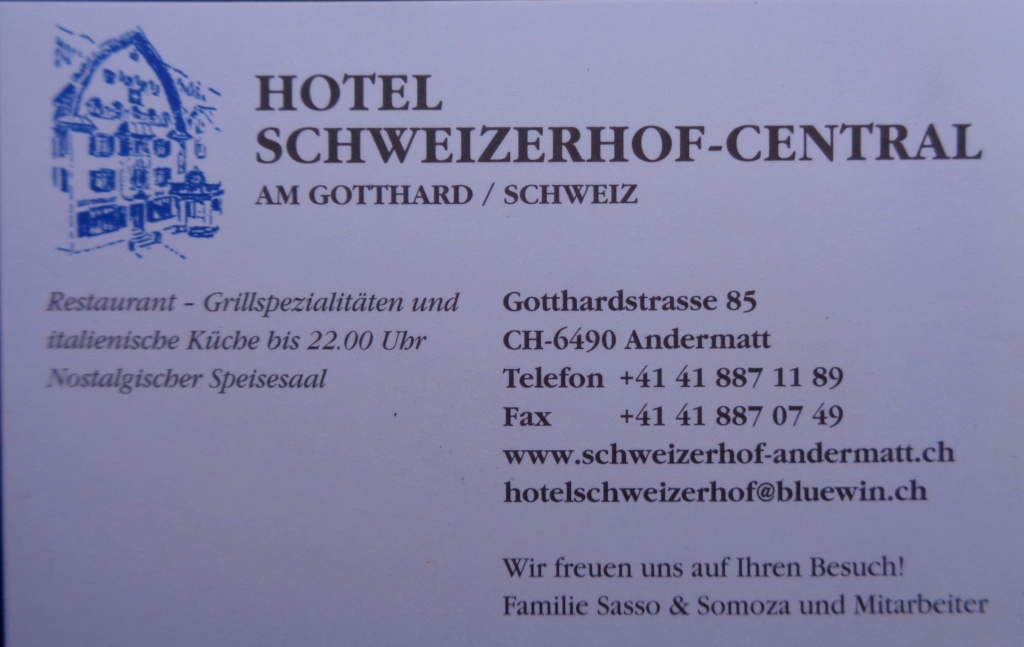 HOTEL
SCHWEIZERHOF-CENTRAL
AM GOTTHARD / SCHWEIZ
Restaurant – Grillspezialitäten und
italienische Küche bis 22.00 Uhr
Nostalgischer Speisesaal
Gotthardstrasse 85
CH-6490 Andermatt
Telefon +41 41 887 11 89
Fax +41 41 887 07 49
www.schweizerhof-andermatt.ch
hotelschweizerhof@bluewin.ch
Wir freuen uns auf Ihren Besuch!
Familie Sasso & Somoza und Mitarbeiter